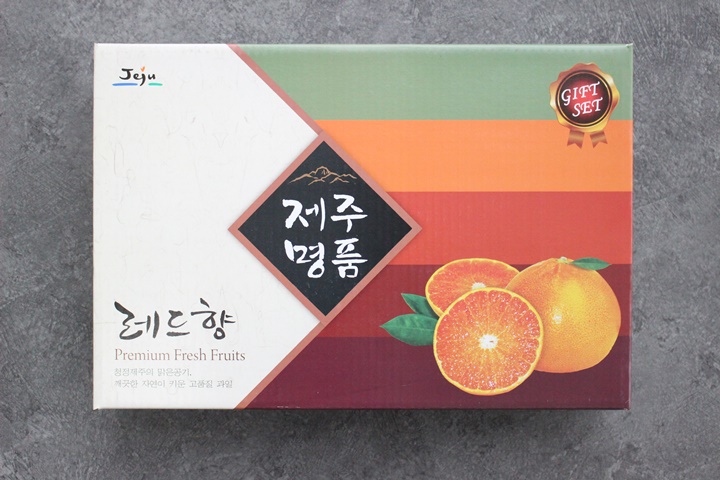 Jeju
GIFT
SET
제주
명품
레드향
Premium Fresh Fruits
청정제주의 맑은공기,
깨끗한 자연이 키운 고품질 과일